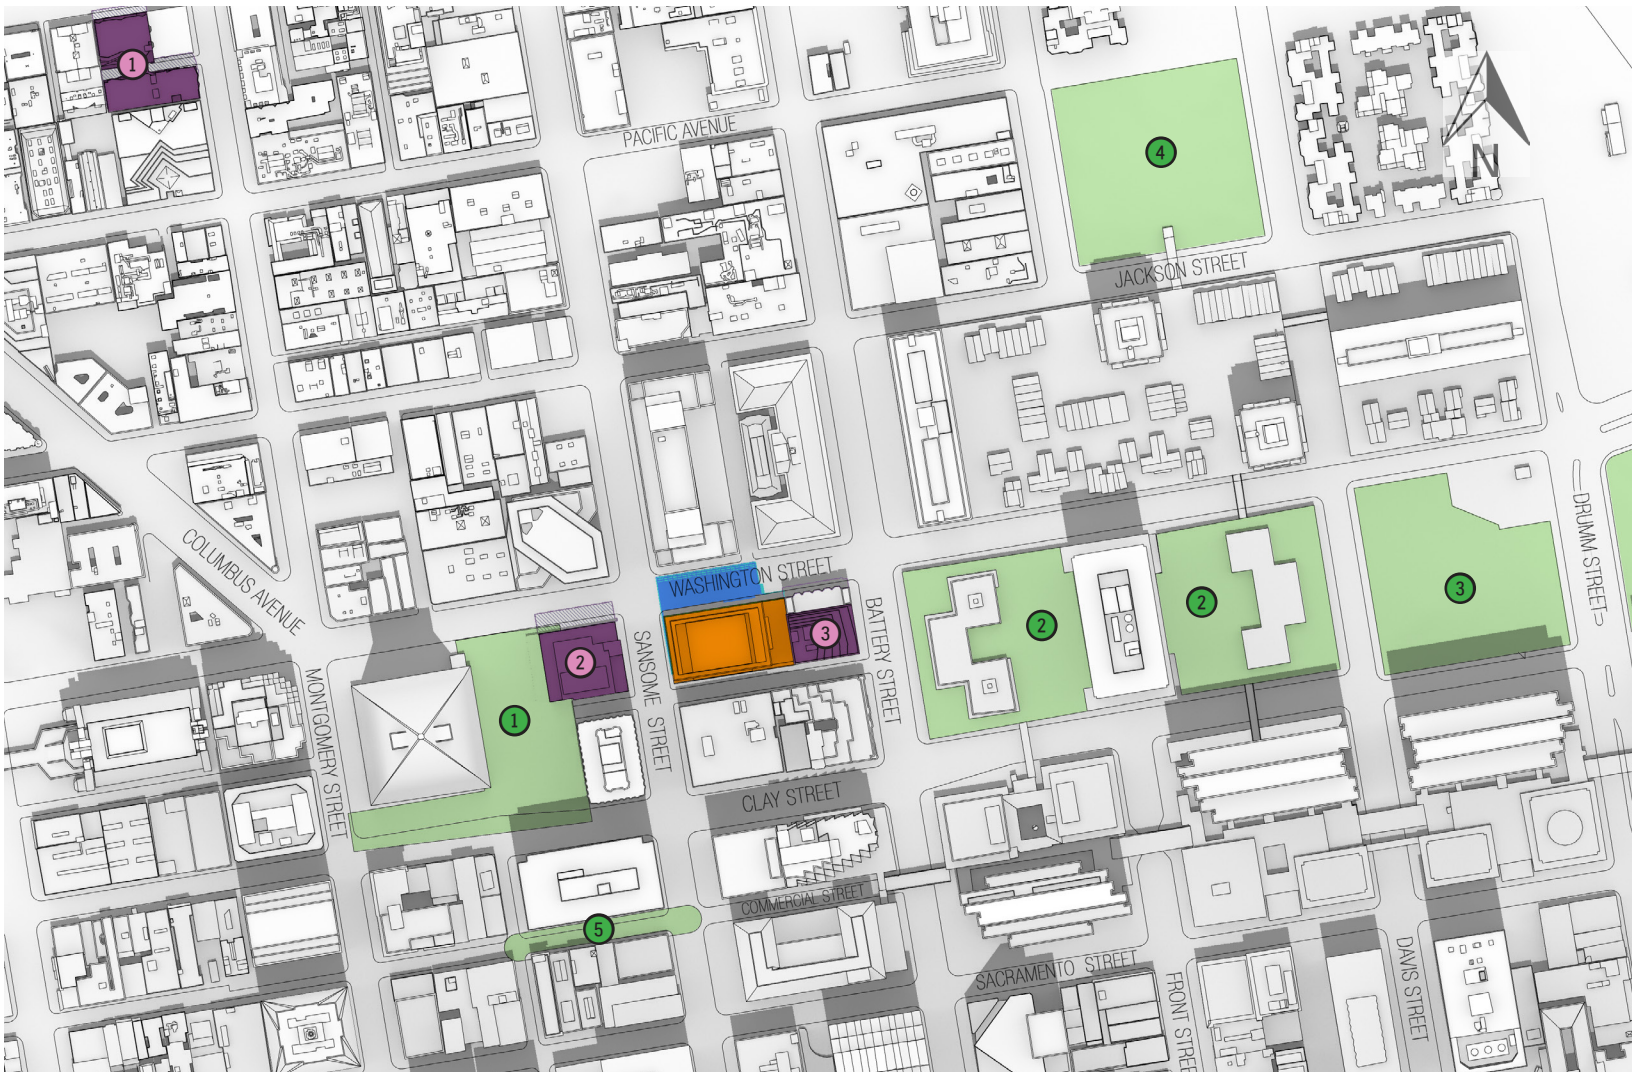 1
PACIFIC AVENUE
4
N
JACKSON STREET
COLUMBUS AVENUE
WASHINGTON STREET
DRUMM STREET
3
2
2
BATTERY STREET
3
2
SANSOME STREET
MONTGOMERY STREET
1
CLAY STREET
COMMERCIAL STREET
5
SACRAMENTO STREET
DAVIS STREET
FRONT STREE